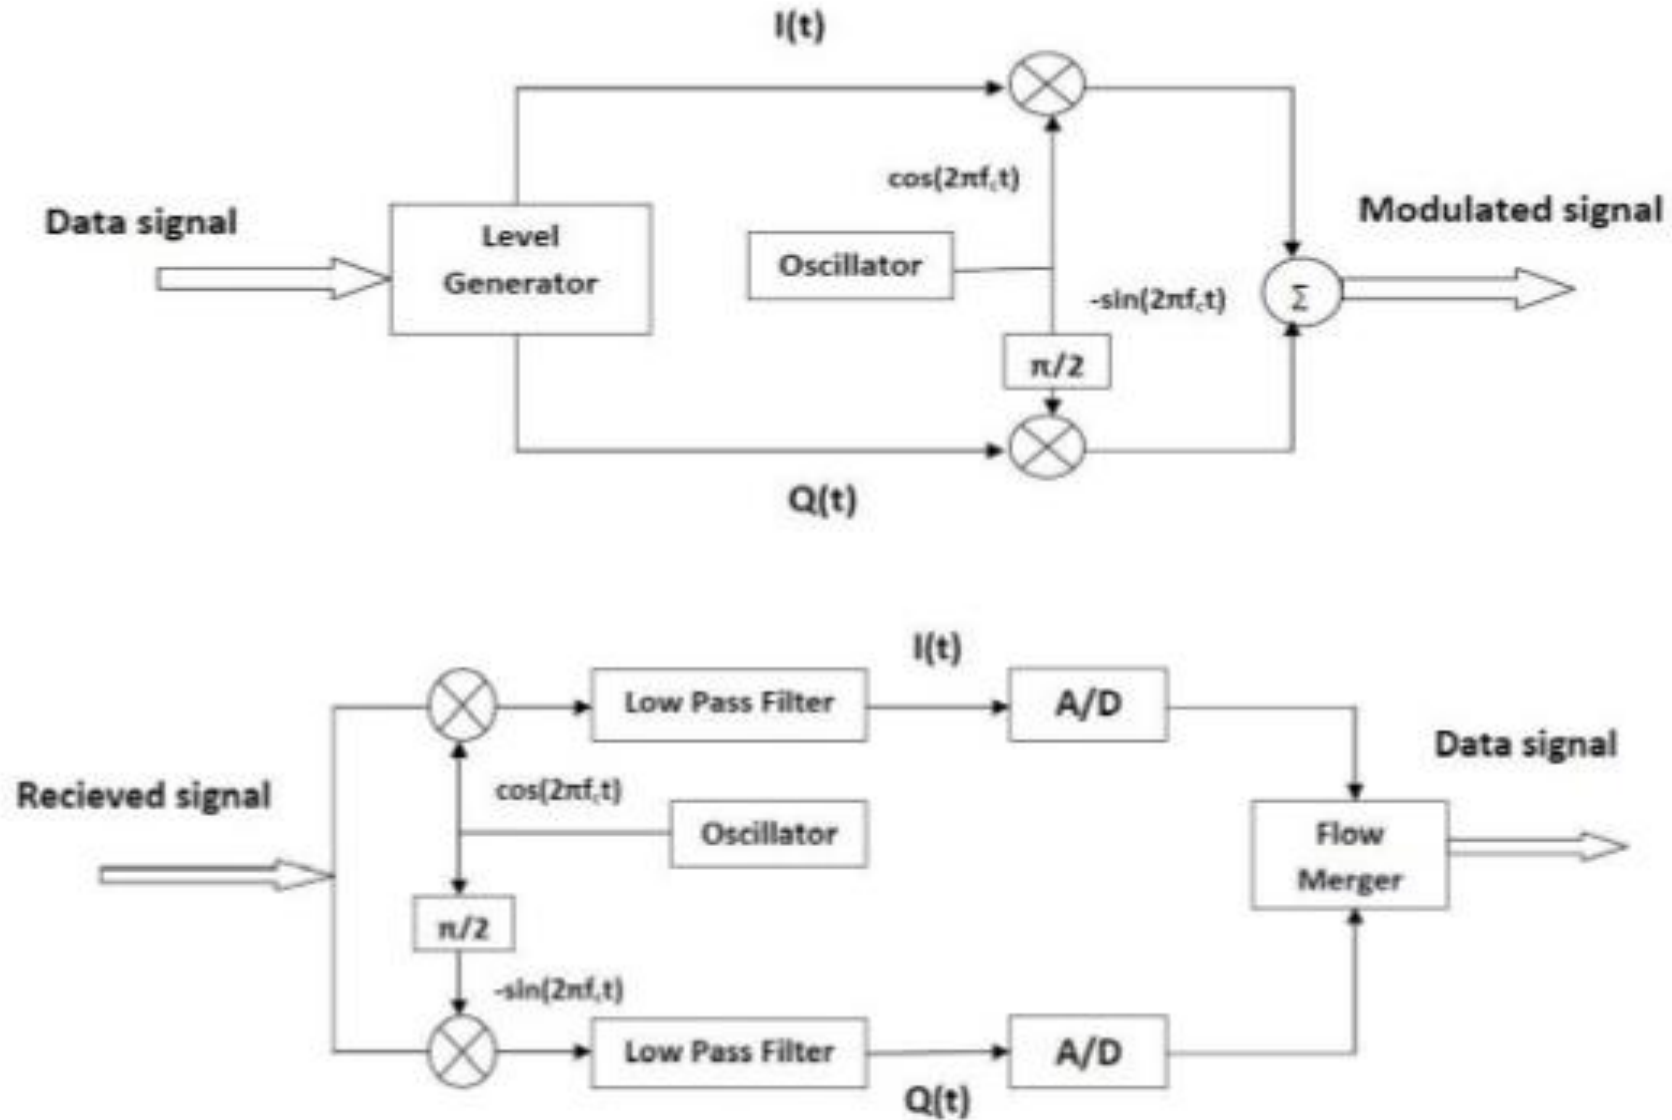 I(t)
cos(2πfct)
Data signal
Level
Generator
Oscillator
Modulated signal
-sin(2πfct)
Σ
π/2
Q(t)
I(t)
Low Pass Filter
A/D
Data signal
Recieved signal
cos(2πfct)
Oscillator
Flow
Merger
π/2
-sin(2πfct)
Low Pass Filter
A/D
Q(t)